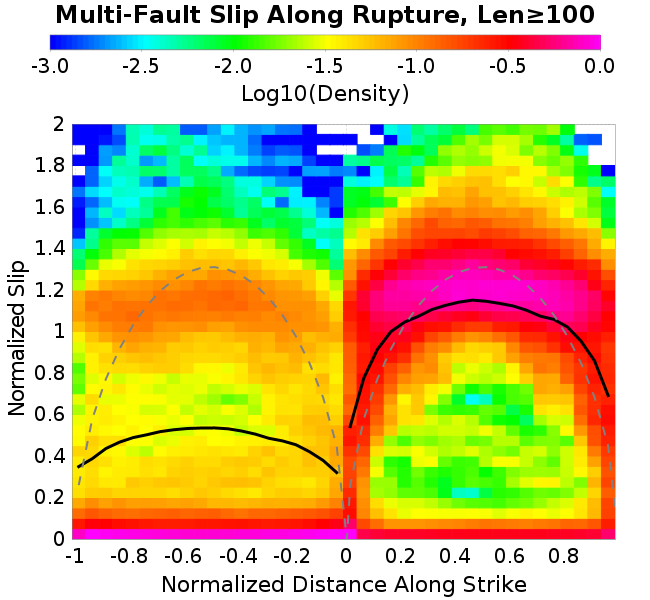 Multi-Fault Slip Along Rupture, Len≥100
-3.0 -2.5 -2.0 -1.5 -1.0 -0.5 0.0
Log10(Density)
2
1.8
1.6
1.4
1.2
1
0.8
0.6
0.4
0.2
0
Normalized Slip
-1 -0.8 -0.6 -0.4 -0.2 0 0.2 0.4 0.6 0.8
Normalized Distance Along Strike